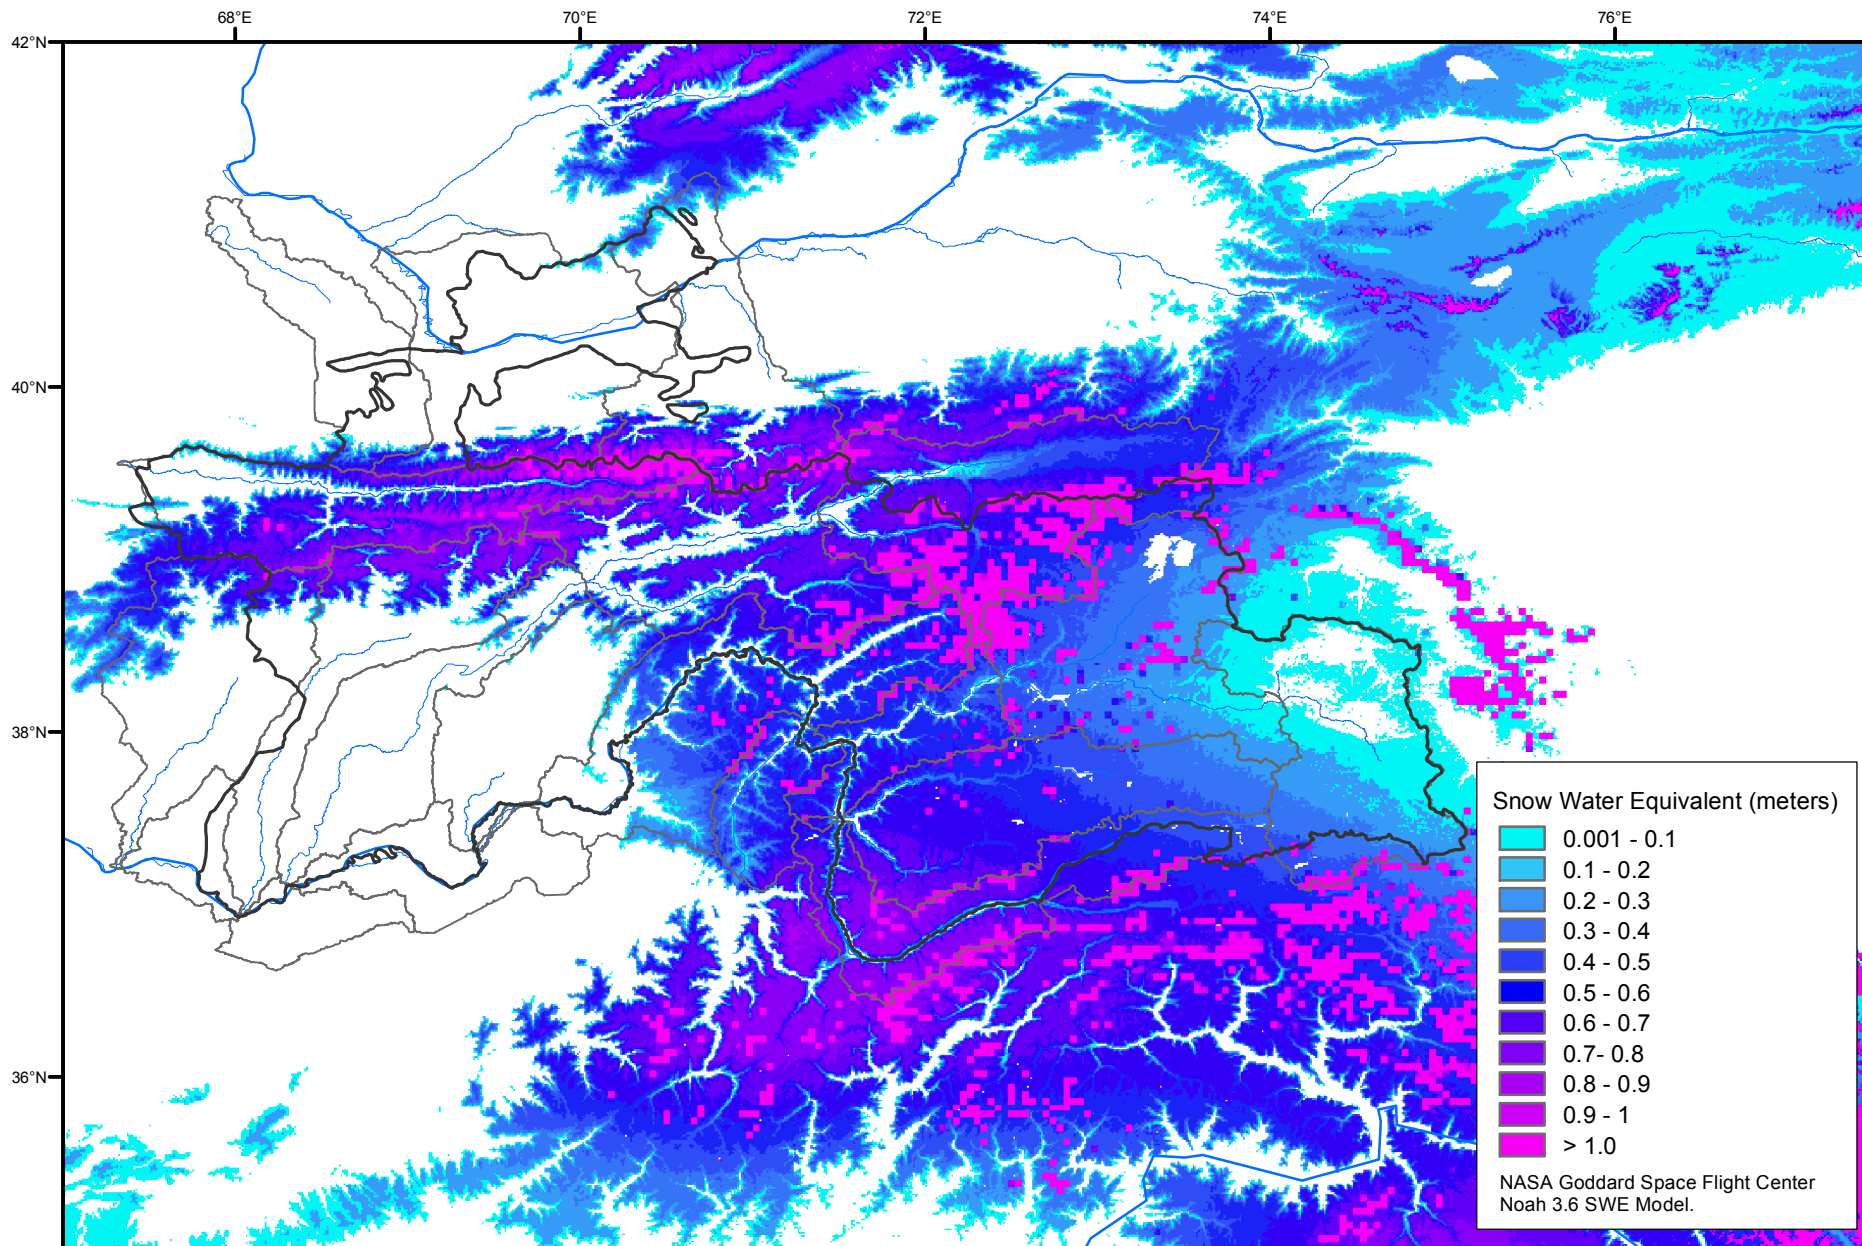 68°E
70°E
72°E
74°E
76°E
42°N
40°N
38°N
36°N
Snow Water Equivalent (meters)
0.001 - 0.1
0.1 - 0.2
0.2 - 0.3
0.3 - 0.4
0.4 - 0.5
0.5 - 0.6
0.6 - 0.7
0.7- 0.8
0.8 - 0.9
0.9 - 1
> 1.0
NASA Goddard Space Flight Center
Noah 3.6 SWE Model.